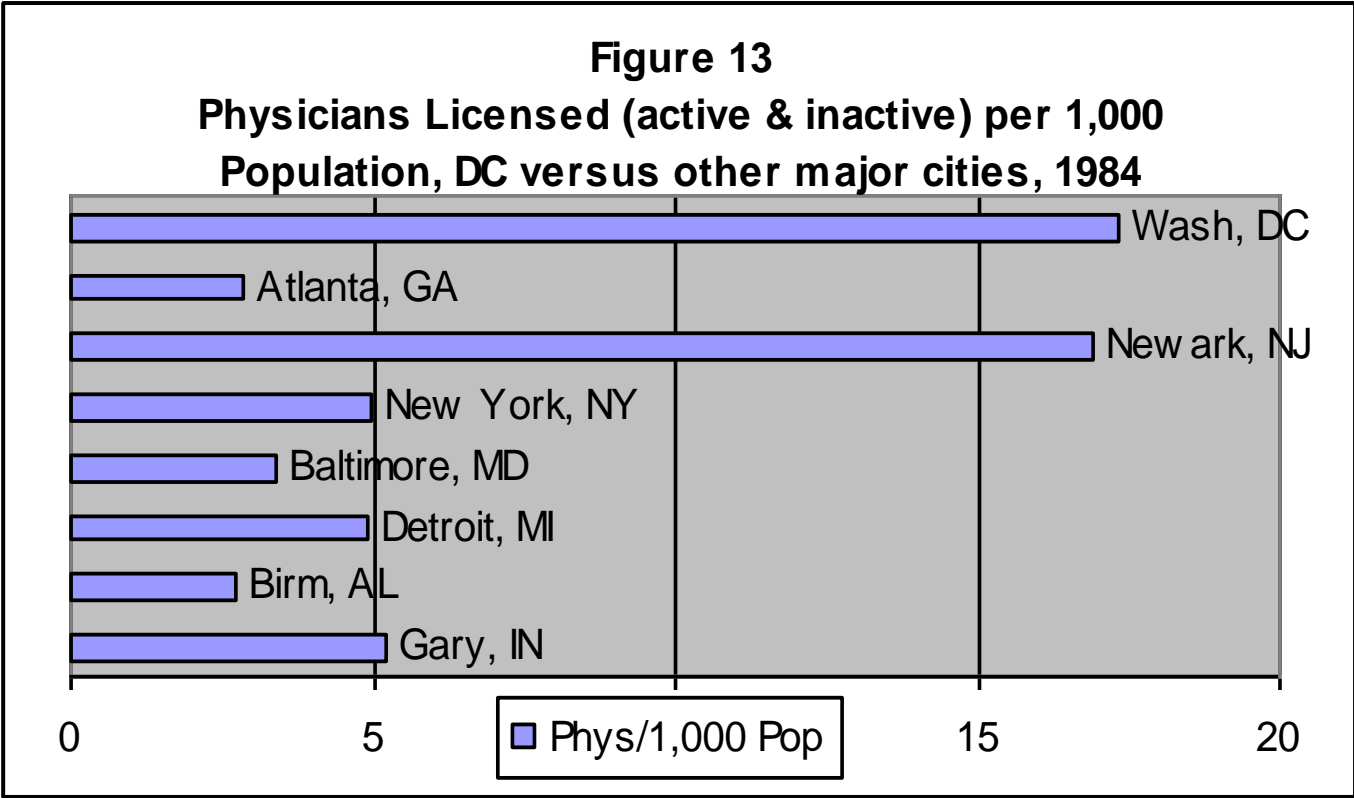 Figure 13
Physicians Licensed (active & inactive) per 1,000
Population, DC versus other major cities, 1984
Wash, DC
Atlanta, GA
Newark, NJ
New York, NY
Baltimore, MD
Detroit, MI
Birm, AL
Gary, IN
0 5 15 20
Phys/1,000 Pop